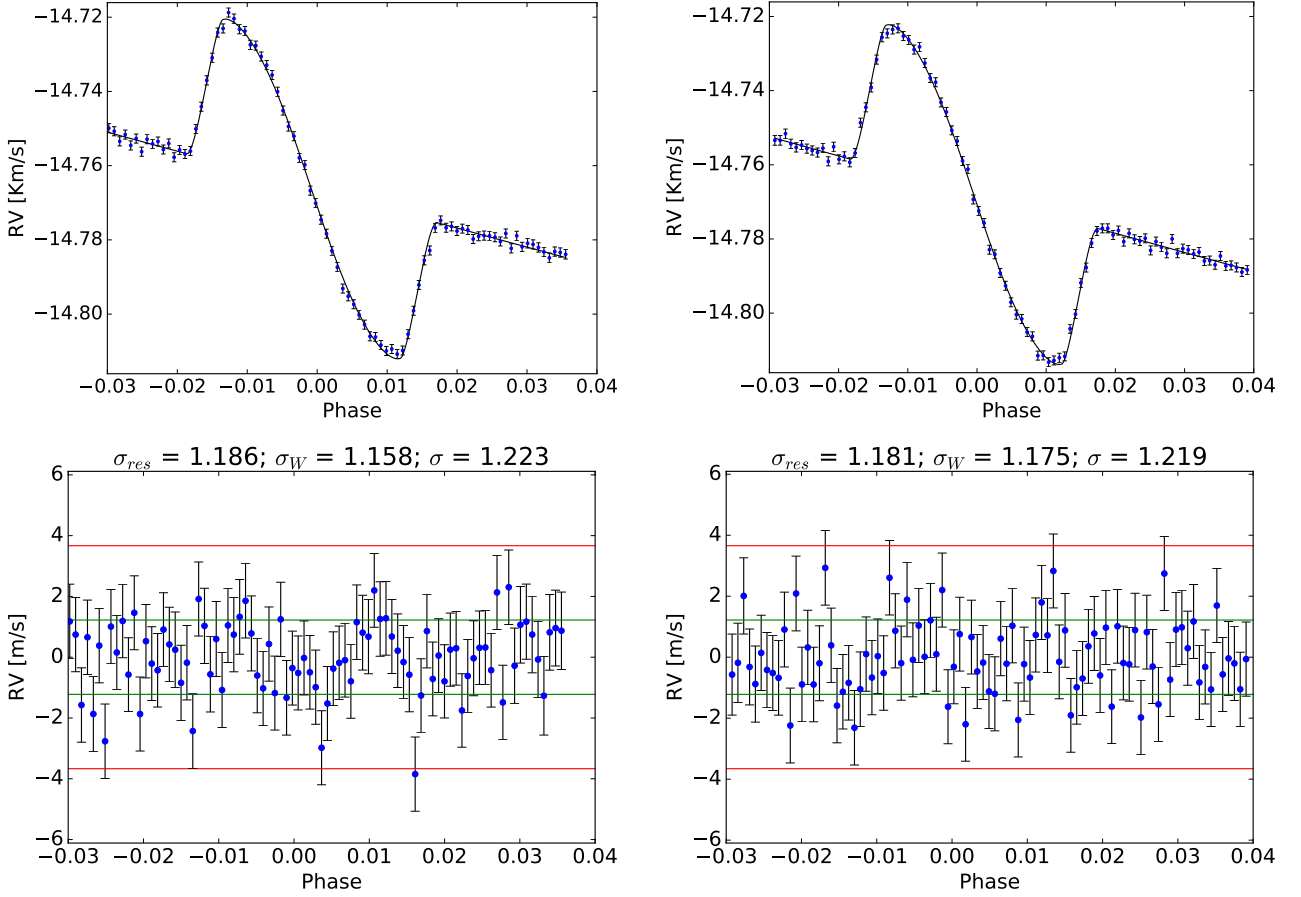 −14.72
−14.74
−14.76
−14.78
−14.80
RV [Km/s]
−0.03 −0.02 −0.01 0.00 0.01 0.02 0.03 0.04
Phase
−14.72
−14.74
−14.76
−14.78
−14.80
RV [Km/s]
−0.03 −0.02 −0.01 0.00 0.01 0.02 0.03 0.04
Phase
σres = 1.186; σW = 1.158; σ = 1.223
6
4
2
0
−2
−4
−6
RV [m/s]
−0.03 −0.02 −0.01 0.00 0.01 0.02 0.03 0.04
Phase
σres = 1.181; σW = 1.175; σ = 1.219
6
4
2
0
−2
−4
−6
RV [m/s]
−0.03 −0.02 −0.01 0.00 0.01 0.02 0.03 0.04
Phase